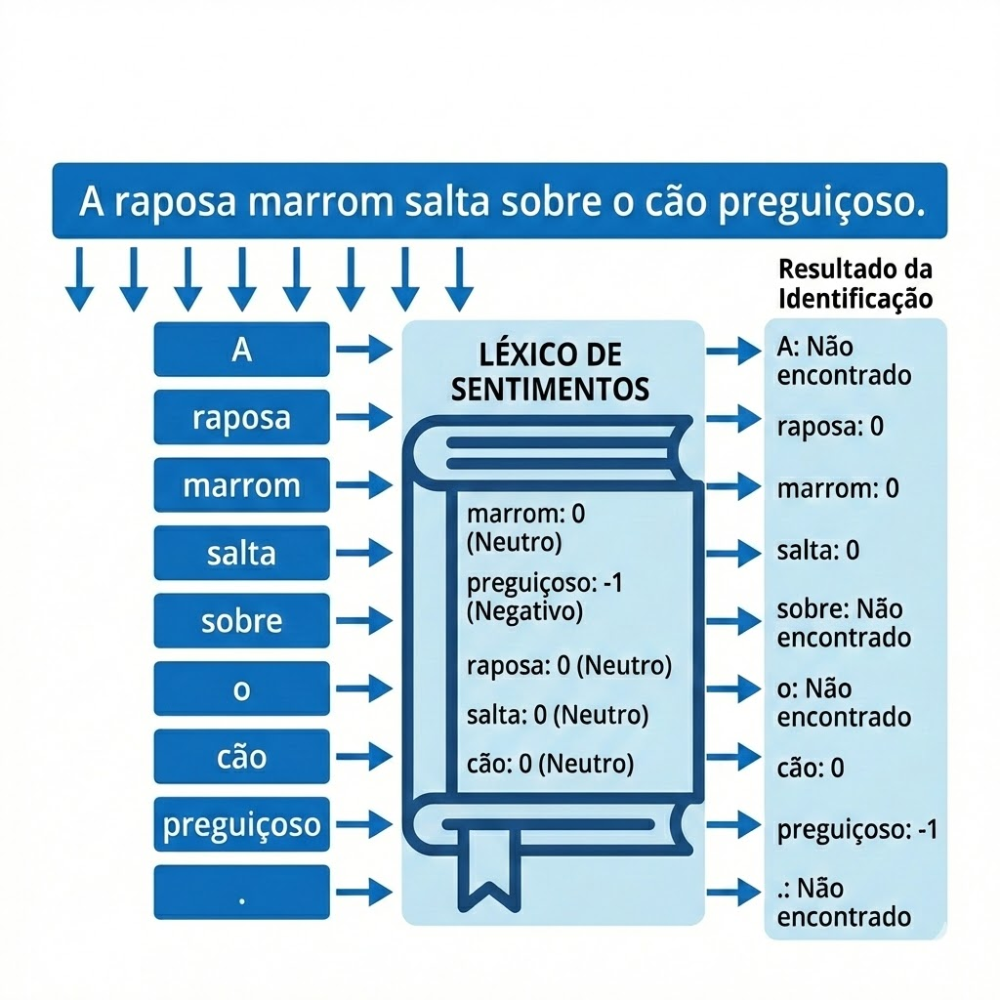 A raposa marrom salta sobre o cão preguiçoso.
A
raposa
marrom
salta
sobre
o
cão
preguiçoso
.
LÉXICO DE
SENTIMENTOS
marrom: 0
(Neutro)
preguiçoso: -1
(Negativo)
raposa: 0 (Neutro)
salta: 0 (Neutro)
cão: 0 (Neutro)
Resultado da
Identificação
A: Não
encontrado
raposa: 0
marrom: 0
salta: 0
sobre: Não
encontrado
o: Não
encontrado
cão: 0
preguiçoso: -1
.: Não
encontrado